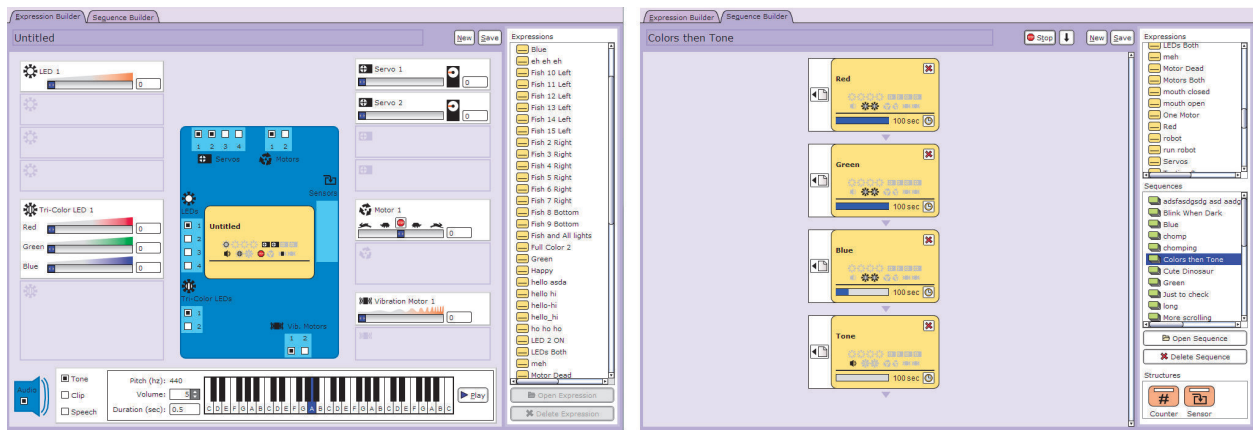 Expression Builder Sequence Builder
Untitled
New Save
LED 1
0
Tri-Color LED 1
Red 0
Green 0
Blue 0
1 2 3 4 1 2
Servos Motors
Sensors
LEDs
1
2
3
4
Untitled
Tri-Color LEDs
1
2
Vib. Motors
1 2
Servo 1
0
Servo 2
0
Motor 1
0
Vibration Motor 1
0
Audio
Tone
Clip
Speech
Pitch (hz): 440
Volume: 5
Duration (sec): 0.5
C D E F G A B C D E F G A B C D E F G A B C
Play
Expressions
Blue
eh eh eh
Fish 10 Left
Fish 11 Left
Fish 12 Left
Fish 13 Left
Fish 14 Left
Fish 15 Left
Fish 2 Right
Fish 3 Right
Fish 4 Right
Fish 5 Right
Fish 6 Right
Fish 7 Right
Fish 8 Bottom
Fish 9 Bottom
Fish and All lights
Full Color 2
Green
Happy
hello asda
hello hi
hello-hi
hello_hi
ho ho ho
LED 2 ON
LEDs Both
meh
Motor Dead
Open Expression
Delete Expression
Expression Builder Sequence Builder
Colors then Tone
Stop New Save
Red
100 sec
Green
100 sec
Blue
100 sec
Tone
100 sec
Expressions
LEDs Both
meh
Motor Dead
Motors Both
mouth closed
mouth open
One Motor
Red
robot
run robot
Servos
Sequences
adsfasdgsdg asd aadg
Blink When Dark
Blue
chomp
chomping
Colors then Tone
Cute Dinosaur
Green
Just to check
long
More scrolling
Open Sequence
Delete Sequence
Structures
#
Counter Sensor